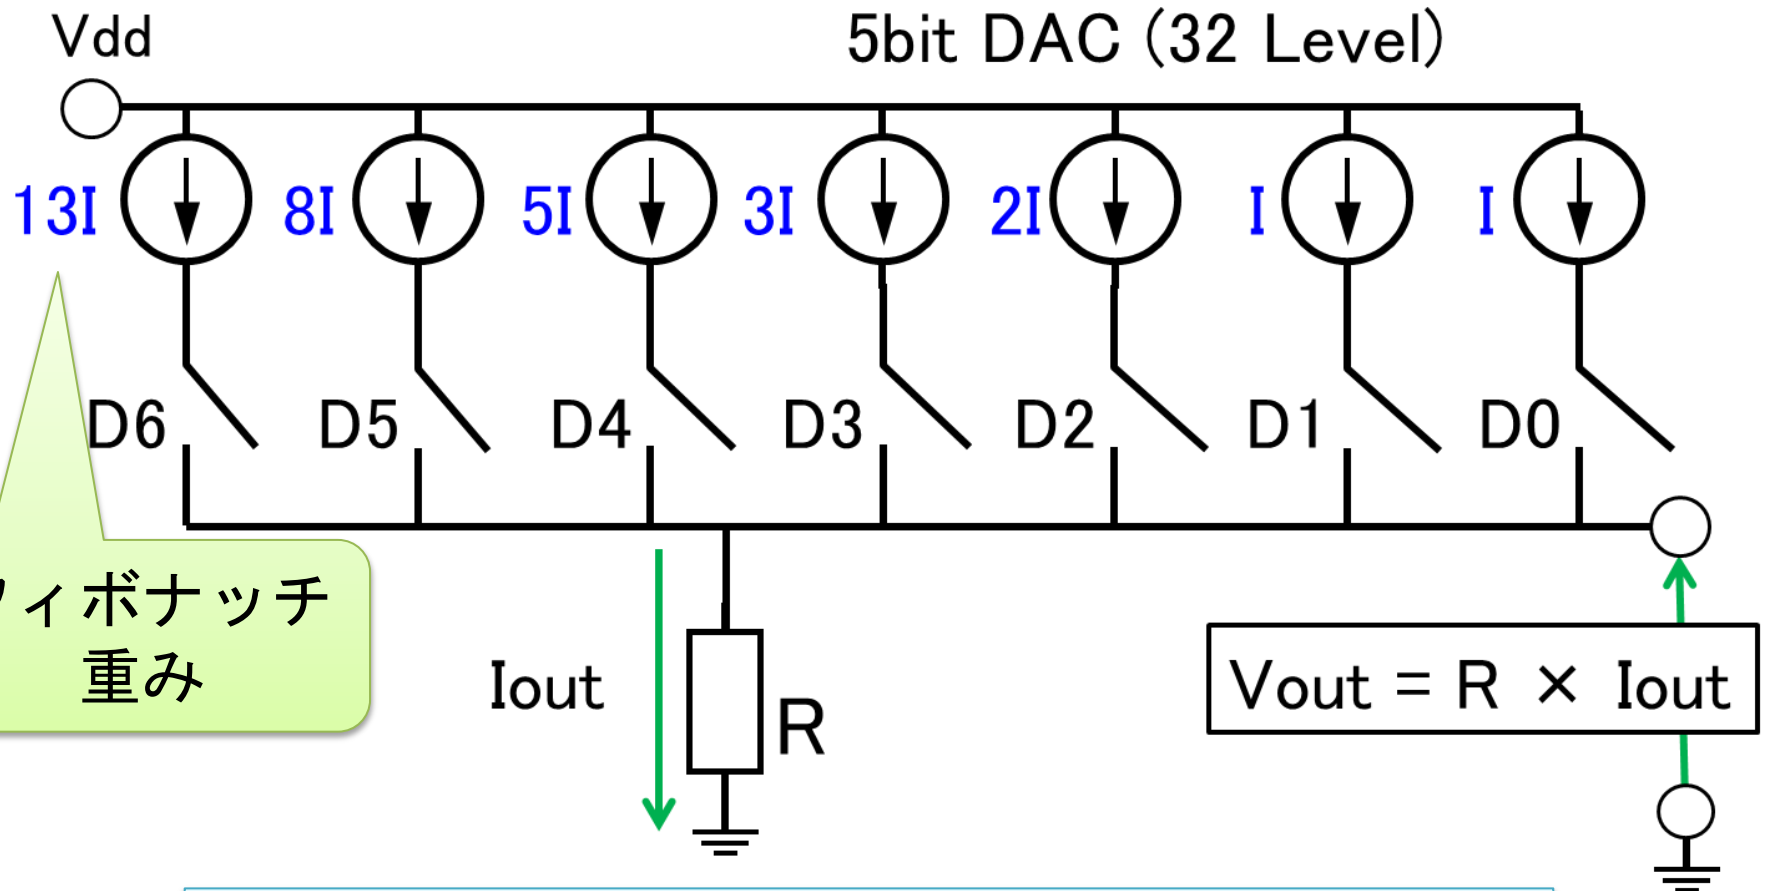 Vdd
5bit DAC (32 Level)
13I 8I 5I 3I 2I I I
D6 D5 D4 D3 D2 D1 D0
ィボナッチ
重み
Iout
R
Vout = R × Iout